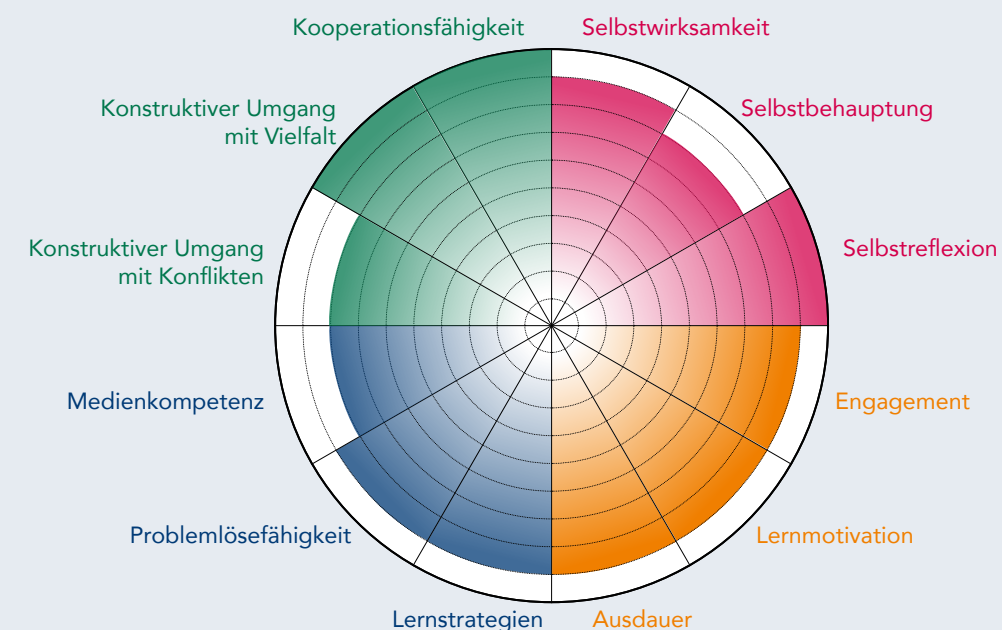 Kooperationsfähigkeit
Selbstwirksamkeit
Konstruktiver Umgang
mit Vielfalt
Selbstbehauptung
Konstruktiver Umgang
mit Konflikten
Selbstreflexion
Medienkompetenz
Engagement
Problemlösefähigkeit
Lernmotivation
Lernstrategien
Ausdauer